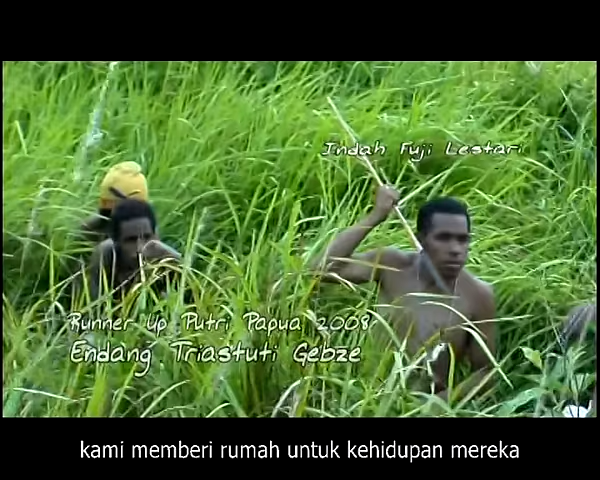 Indah Fuji Lestari
Runner Up Putri Papua 2008
Endang Triastuti Gebze
kami memberi rumah untuk kehidupan mereka